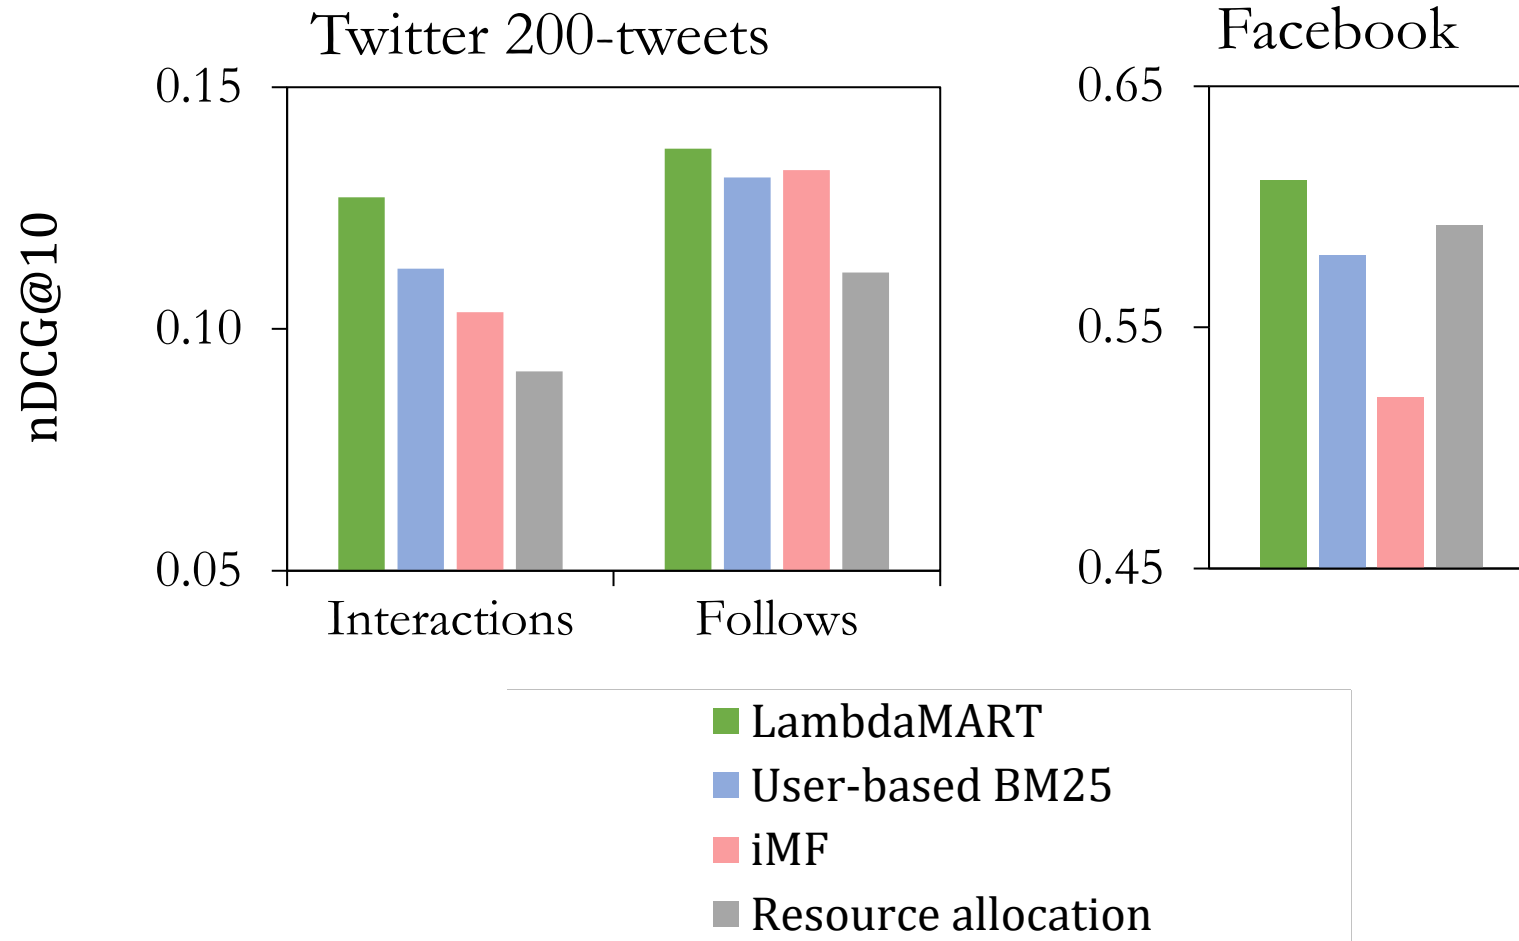 Twitter 200-tweets
Facebook
nDCG@10
0.15
0.10
0.05
Interactions
Follows
0.65
0.55
0.45
LambdaMART
User-based BM25
iMF
Resource allocation